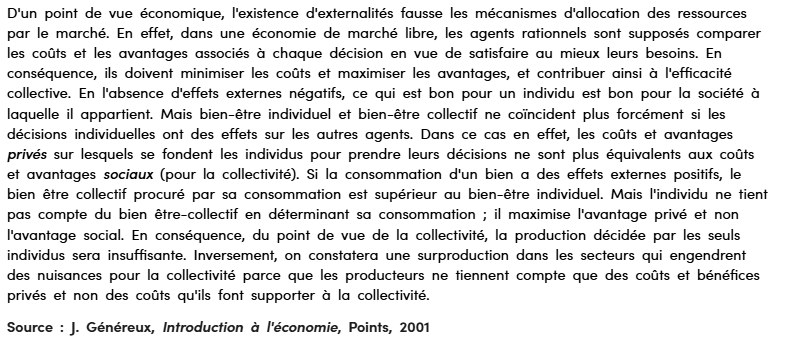 D'un point de vue économique, l'existence d'externalités fausse les mécanismes d'allocation des ressources
par le marché. En effet, dans une économie de marché libre, les agents rationnels sont supposés comparer
les coûts et les avantages associés à chaque décision en vue de satisfaire au mieux leurs besoins. En
conséquence, ils doivent minimiser les coûts et maximiser les avantages, et contribuer ainsi à l'efficacité
collective. En l'absence d'effets externes négatifs, ce qui est bon pour un individu est bon pour la société à
laquelle il appartient. Mais bien-être individuel et bien-être collectif ne coïncident plus forcément si les
décisions individuelles ont des effets sur les autres agents. Dans ce cas en effet, les coûts et avantages
privés sur lesquels se fondent les individus pour prendre leurs décisions ne sont plus équivalents aux coûts
et avantages sociaux (pour la collectivité). Si la consommation d'un bien a des effets externes positifs, le
bien être collectif procuré par sa consommation est supérieur au bien-être individuel. Mais l'individu ne tient
pas compte du bien être-collectif en déterminant sa consommation ; il maximise l'avantage privé et non
l'avantage social. En conséquence, du point de vue de la collectivité, la production décidée par les seuls
individus sera insuffisante. Inversement, on constatera une surproduction dans les secteurs qui engendrent
des nuisances pour la collectivité parce que les producteurs ne tiennent compte que des coûts et bénéfices
privés et non des coûts qu'ils font supporter à la collectivité.
Source : J. Généreux, Introduction à l'économie, Points, 2001